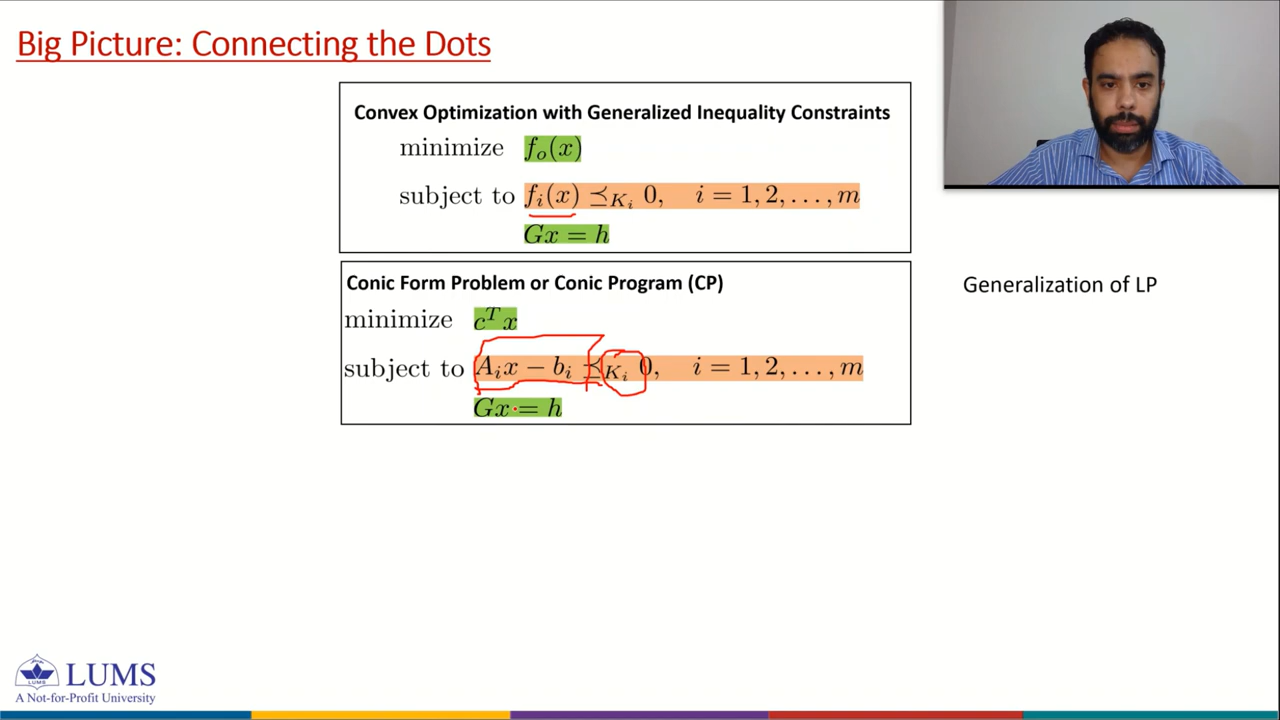 Big Picture: Connecting the Dots
Convex Optimization with Generalized Inequality Constraints
minimize f_o(x)
subject to f_i(x) ⪯_{K_i} 0, i = 1, 2, . . . , m
Gx = h
Conic Form Problem or Conic Program (CP)
minimize c^T x
subject to A_i x − b_i ⪯_{K_i} 0, i = 1, 2, . . . , m
Gx = h
Generalization of LP
LUMS
A Not-for-Profit University